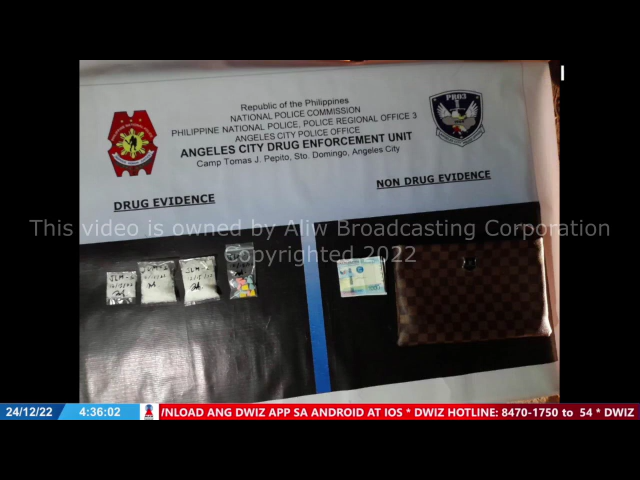 Republic of the Philippines
NATIONAL POLICE COMMISSION
PHILIPPINE NATIONAL POLICE, POLICE REGIONAL OFFICE 3
ANGELES CITY POLICE OFFICE
ANGELES CITY DRUG ENFORCEMENT UNIT
Camp Tomas J. Pepito, Sto. Domingo, Angeles City
PRO3
DRUG EVIDENCE
NON DRUG EVIDENCE
This video is owned by Aliw Broadcasting Corporation
Copyrighted 2022
24/12/22
4:36:02
/NLOAD ANG DWIZ APP SA ANDROID AT IOS * DWIZ HOTLINE: 8470-1750 to 54 * DWIZ